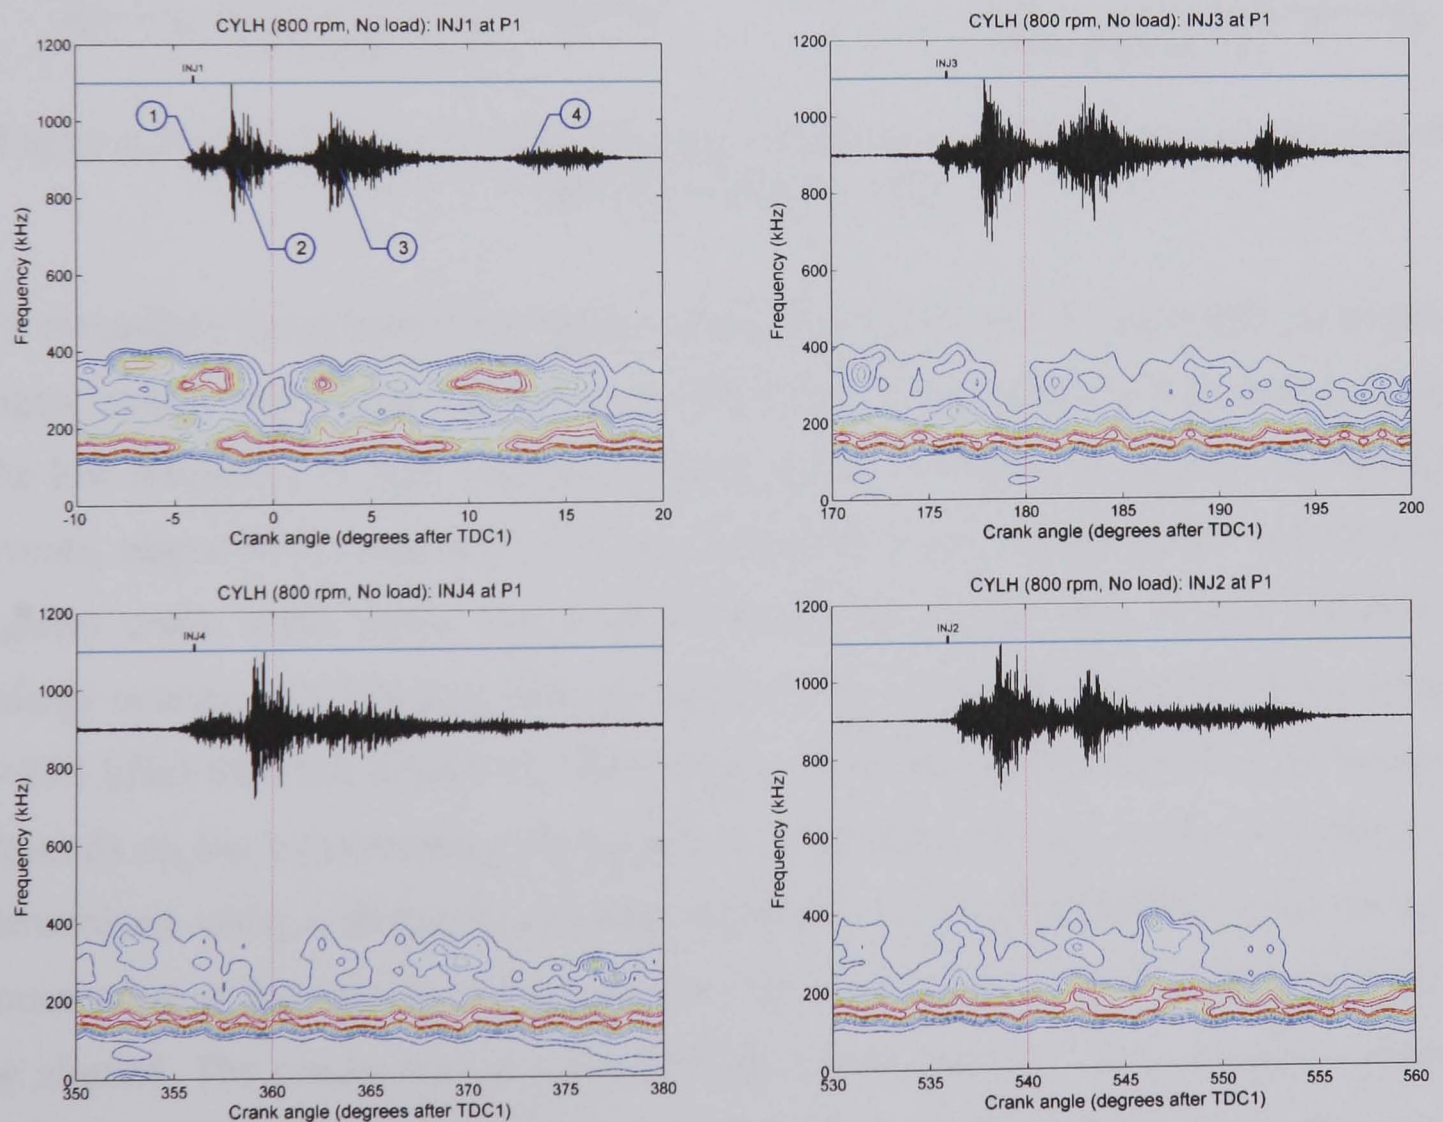 CYLH (800 rpm, No load): INJ1 at P1
1200
1000
800
600
400
200
0
Frequency (kHz)
INJ1
1
2
3
4
-10 -5 0 5 10 15 20
Crank angle (degrees after TDC1)
CYLH (800 rpm, No load): INJ3 at P1
1200
1000
800
600
400
200
0
Frequency (kHz)
INJ3
170 175 180 185 190 195 200
Crank angle (degrees after TDC1)
CYLH (800 rpm, No load): INJ4 at P1
1200
1000
800
600
400
200
0
Frequency (kHz)
INJ4
350 355 360 365 370 375 380
Crank angle (degrees after TDC1)
CYLH (800 rpm, No load): INJ2 at P1
1200
1000
800
600
400
200
0
Frequency (kHz)
INJ2
530 535 540 545 550 555 560
Crank angle (degrees after TDC1)